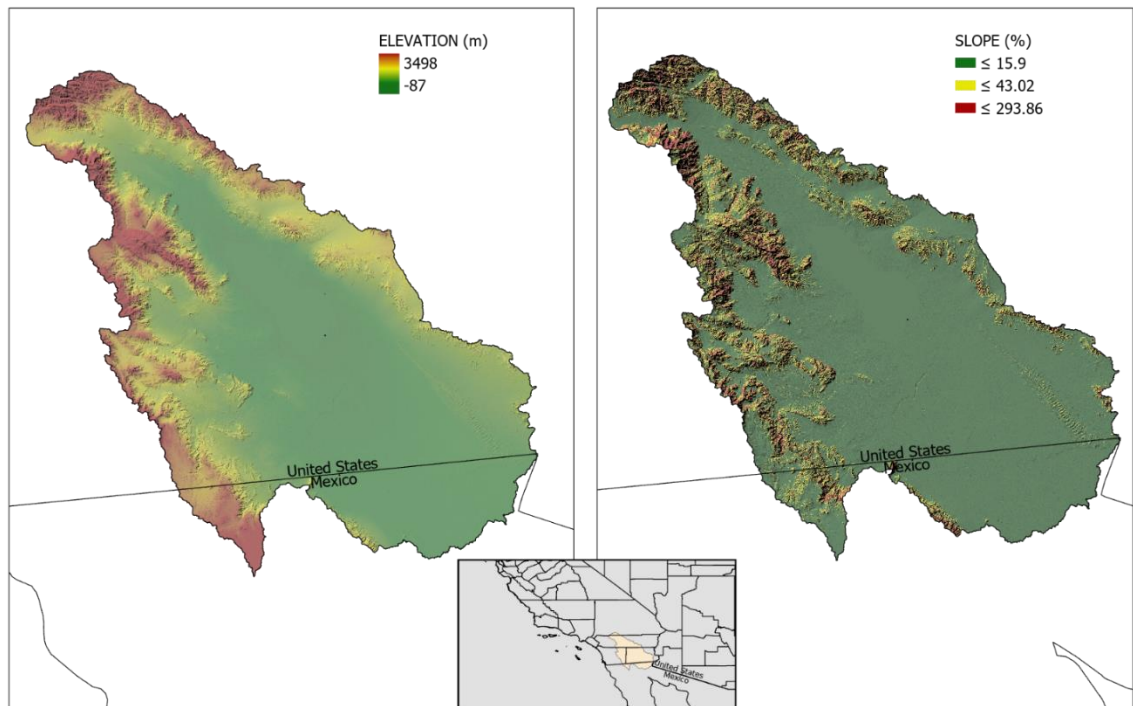 ELEVATION (m)
3498
-87
United States
Mexico
SLOPE (%)
≤ 15.9
≤ 43.02
≤ 293.86
United States
Mexico
United States
Mexico